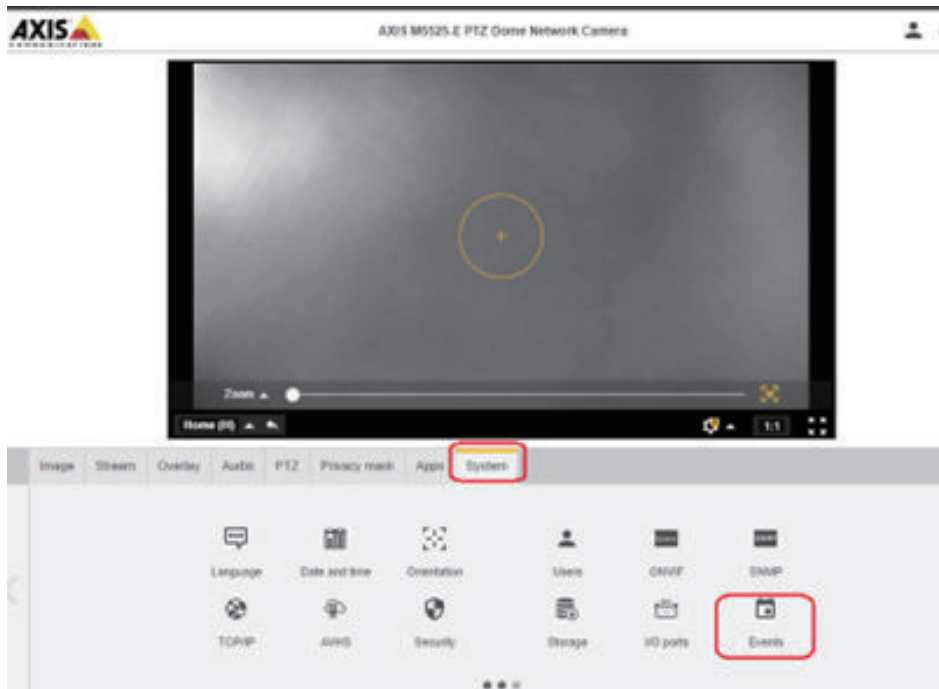 AXIS
COMMUNICATIONS
AXIS M5525-E PTZ Dome Network Camera
Zoom
Home (H)
1:1
Image Stream Overlay Audio PTZ Privacy mask Apps System
Language Date and time Orientation Users ONVIF SNMP
TCP/IP AVHS Security Storage I/O ports Events